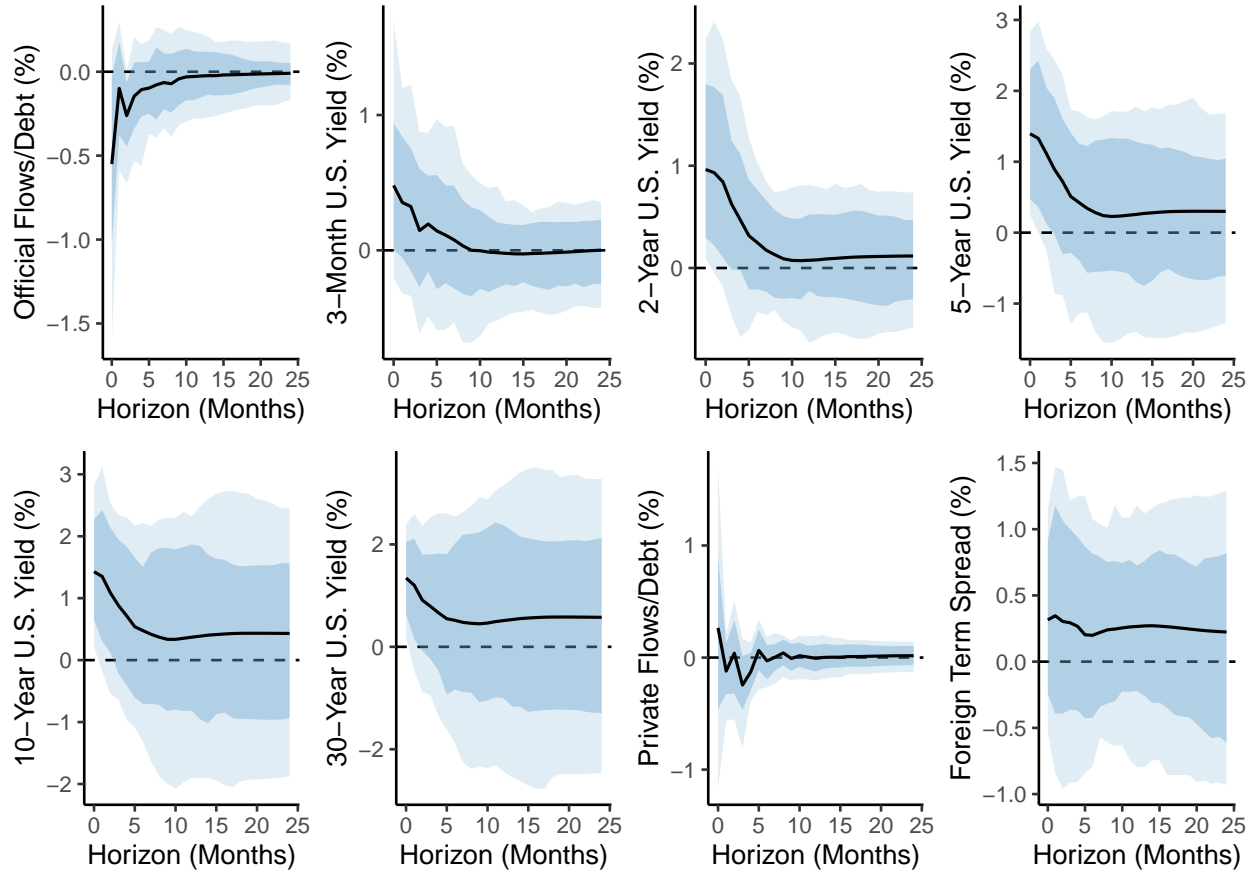 Official Flows/Debt (%)
0.0
−0.5
−1.0
−1.5
0 5 10 15 20 25
Horizon (Months)
3−Month U.S. Yield (%)
1
0
0 5 10 15 20 25
Horizon (Months)
2−Year U.S. Yield (%)
2
1
0
0 5 10 15 20 25
Horizon (Months)
5−Year U.S. Yield (%)
3
2
1
0
−1
0 5 10 15 20 25
Horizon (Months)
10−Year U.S. Yield (%)
3
2
1
0
−1
−2
0 5 10 15 20 25
Horizon (Months)
30−Year U.S. Yield (%)
2
0
−2
0 5 10 15 20 25
Horizon (Months)
Private Flows/Debt (%)
1
0
−1
0 5 10 15 20 25
Horizon (Months)
Foreign Term Spread (%)
1.5
1.0
0.5
0.0
−0.5
−1.0
0 5 10 15 20 25
Horizon (Months)